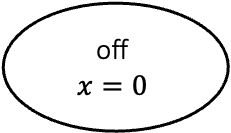 off
x = 0